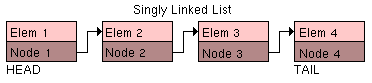 Singly Linked List
Elem 1 Elem 2 Elem 3 Elem 4
Node 1 Node 2 Node 3 Node 4
HEAD TAIL